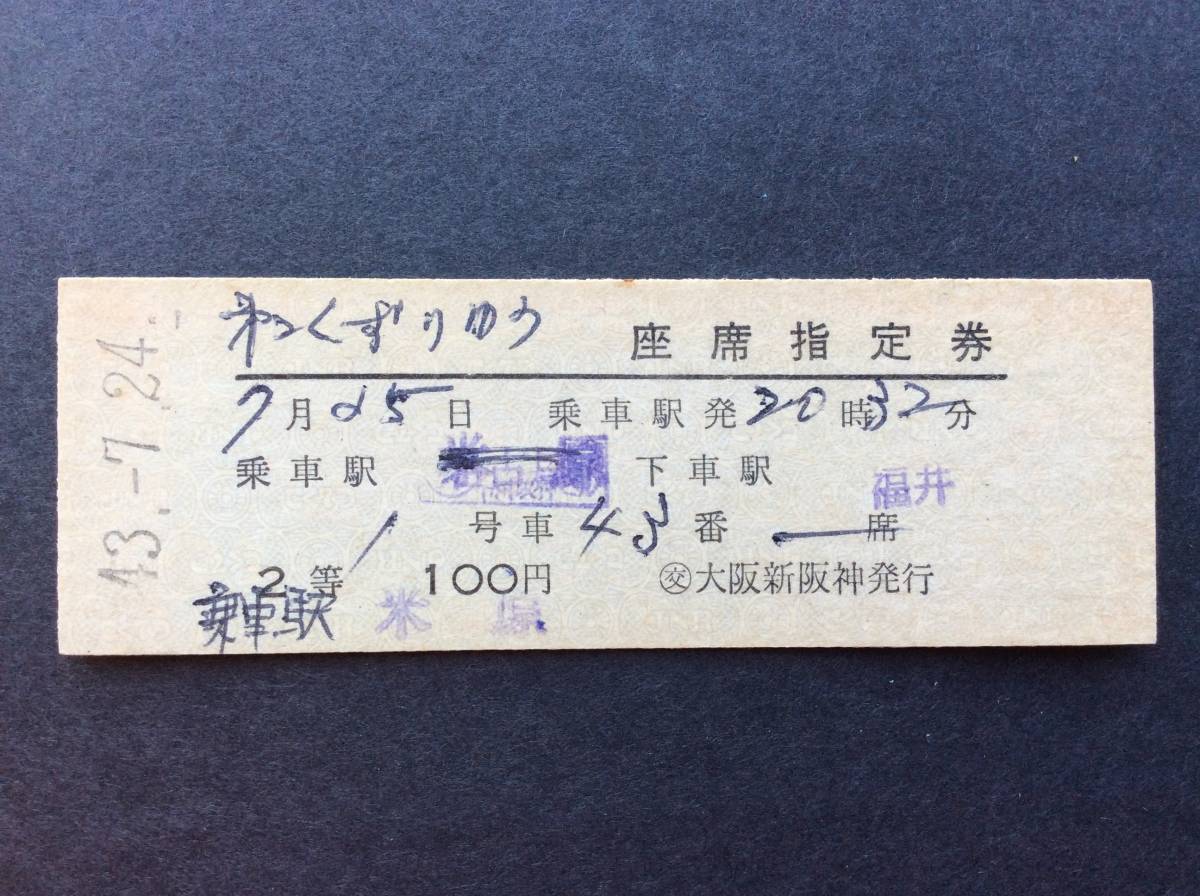 43.-7.24.-
くずりゆう 座席指定券
7月25日 乗車駅発20時32分
乗車駅 下車駅 福井
1号車43番 席
2等 100円 交大阪新阪神発行
乗車駅 米原